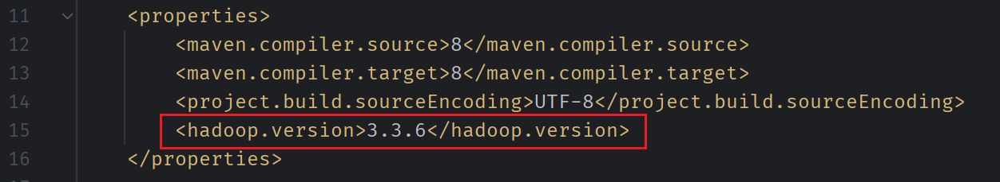 11 <properties>
12 <maven.compiler.source>8</maven.compiler.source>
13 <maven.compiler.target>8</maven.compiler.target>
14 <project.build.sourceEncoding>UTF-8</project.build.sourceEncoding>
15 <hadoop.version>3.3.6</hadoop.version>
16 </properties>